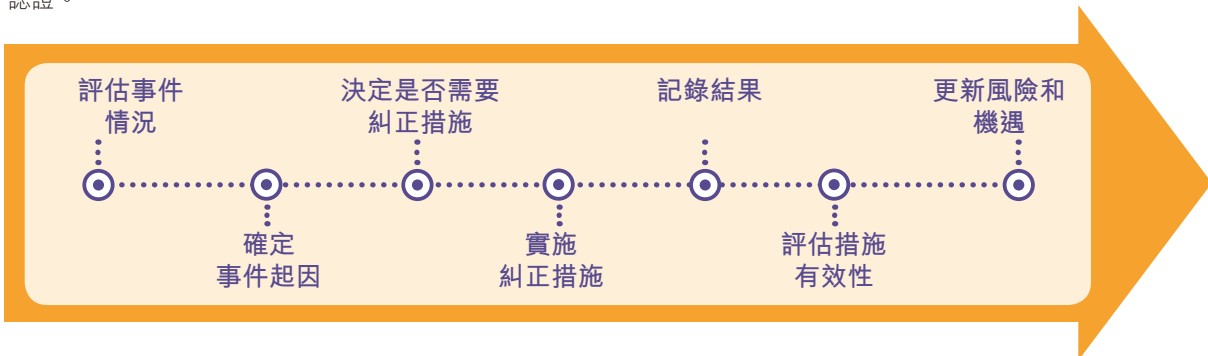 認證。
評估事件
情況
確定
事件起因
決定是否需要
糾正措施
實施
糾正措施
記錄結果
評估措施
有效性
更新風險和
機遇